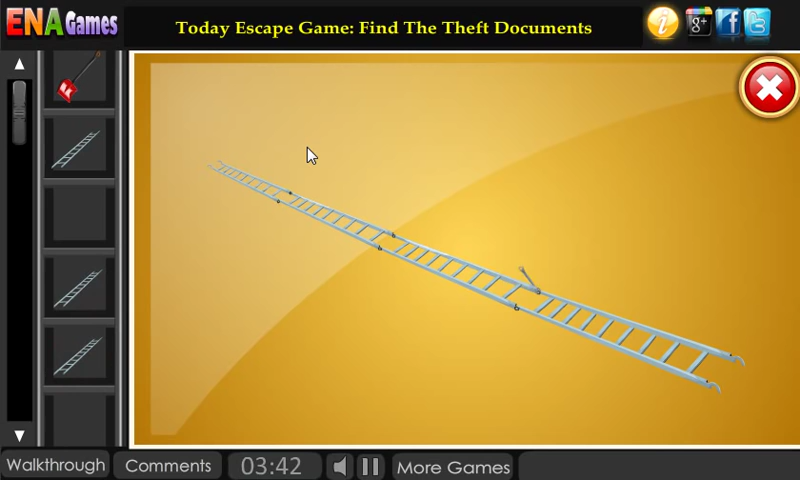 ENA Games
Today Escape Game: Find The Theft Documents
i
g+
f
t
Walkthrough
Comments
03:42
More Games